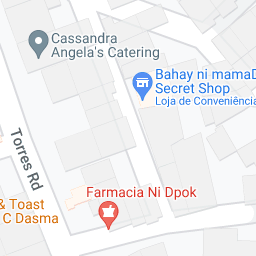 Cassandra
Angela's Catering
Bahay ni mamaD
Secret Shop
Loja de Conveniência
Torres Rd
Farmacia Ni Dpok
& Toast
C Dasma